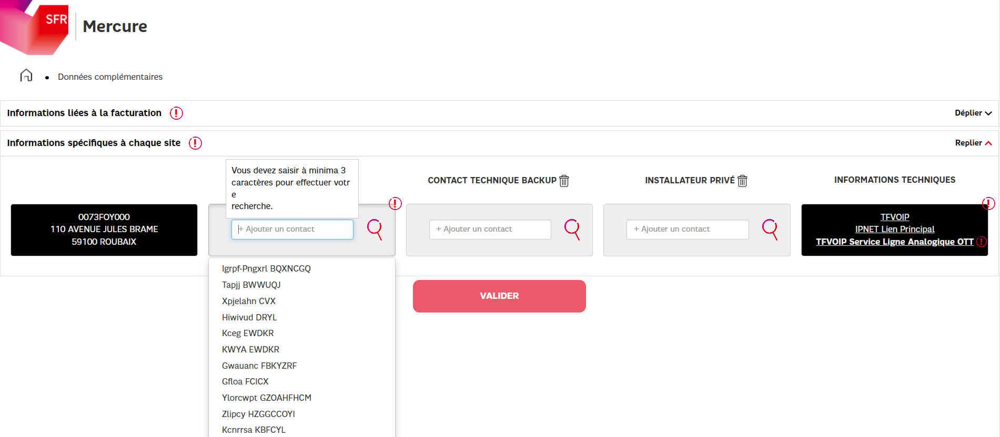 SFR
Mercure
Données complémentaires
Informations liées à la facturation
Déplier
Informations spécifiques à chaque site
Replier
Vous devez saisir à minima 3
caractères pour effectuer votr
e
recherche.
CONTACT TECHNIQUE BACKUP
INSTALLATEUR PRIVÉ
INFORMATIONS TECHNIQUES
0073FOY000
110 AVENUE JULES BRAME
59100 ROUBAIX
+ Ajouter un contact
+ Ajouter un contact
+ Ajouter un contact
TFVOIP
IPNET Lien Principal
TFVOIP Service Ligne Analogique OTT
Igrpf-Pngxrl BQXNCGQ
Tapjj BWWUQJ
Xpjelahn CVX
Hiwivud DRYL
Kceg EWDKR
KWYA EWDKR
Gwauanc FBKYZRF
Gfloa FCICX
Ylorcwpt GZOAHFHCM
Zlipcy HZGGCCOYI
Kcnrrsa KBFCYL
VALIDER